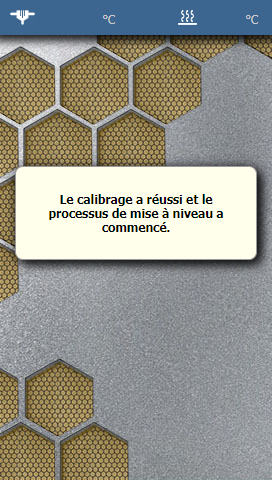 °C °C
Le calibrage a réussi et le
processus de mise à niveau a
commencé.